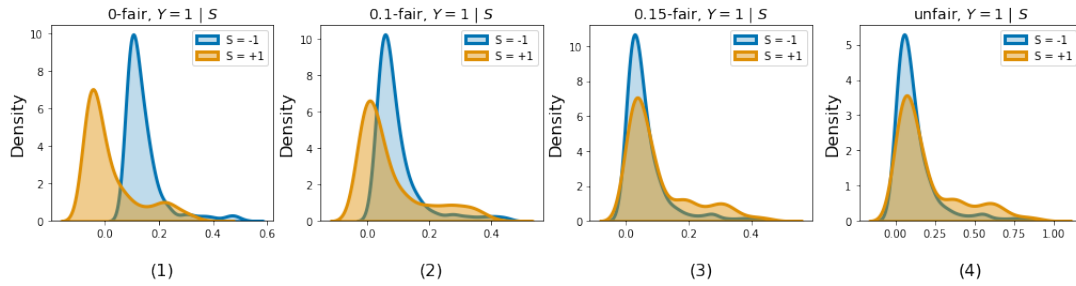 0-fair, Y = 1 | S
Density
10
8
6
4
2
0
0.0
0.2
0.4
0.6
S = -1
S = +1
(1)
0.1-fair, Y = 1 | S
Density
10
8
6
4
2
0
0.0
0.2
0.4
S = -1
S = +1
(2)
0.15-fair, Y = 1 | S
Density
10
8
6
4
2
0
0.0
0.2
0.4
S = -1
S = +1
(3)
unfair, Y = 1 | S
Density
5
4
3
2
1
0
0.00
0.25
0.50
0.75
1.00
S = -1
S = +1
(4)